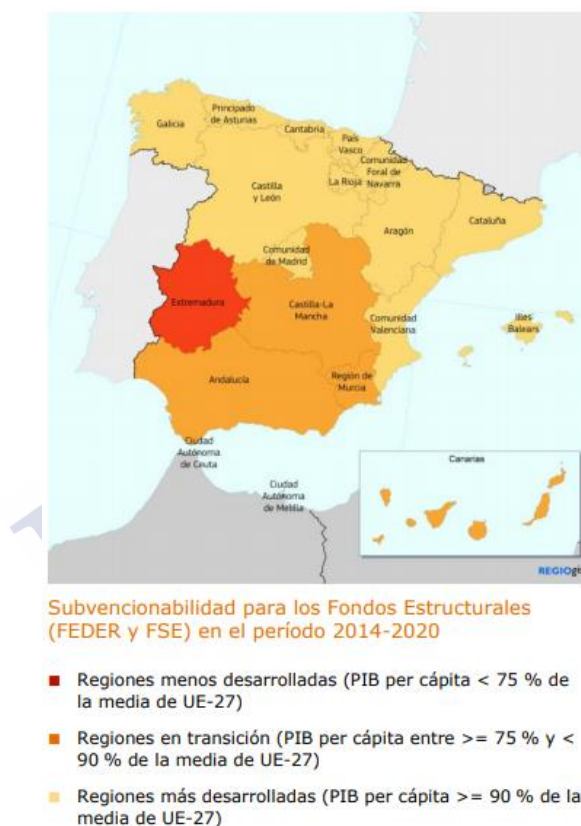 Galicia
Principado
de Asturias
Cantabria
País
Vasco
Comunidad
Foral de
Navarra
La Rioja
Castilla
y León
Aragón
Cataluña
Comunidad
de Madrid
Extremadura
Castilla-La
Mancha
Comunidad
Valenciana
Illes
Balears
Andalucía
Región de
Murcia
Ciudad
Autónoma
de Ceuta
Ciudad
Autónoma
de Melilla
Canarias
Subvencionabilidad para los Fondos Estructurales
(FEDER y FSE) en el período 2014-2020
Regiones menos desarrolladas (PIB per cápita < 75 % de
la media de UE-27)
Regiones en transición (PIB per cápita entre >= 75 % y <
90 % de la media de UE-27)
Regiones más desarrolladas (PIB per cápita >= 90 % de la
media de UE-27)